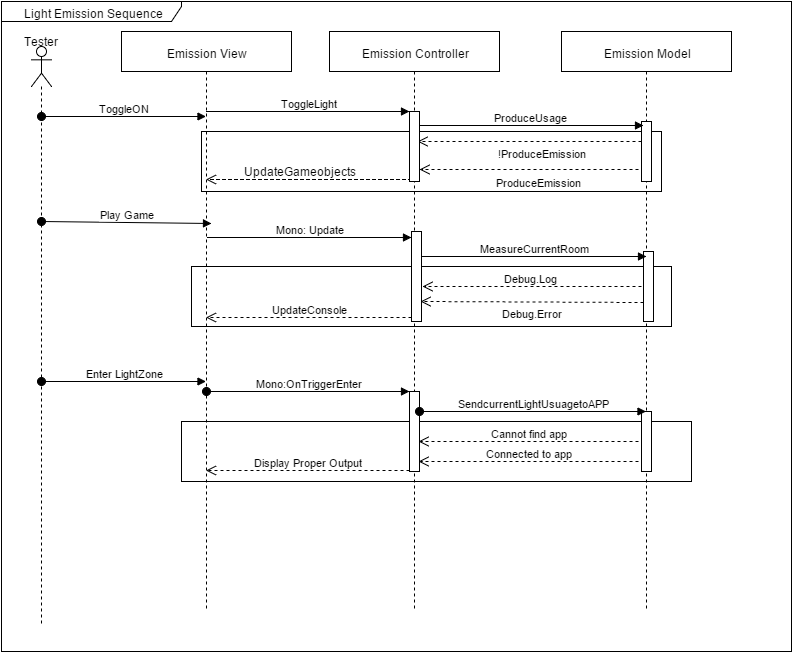 Light Emission Sequence
Tester
Emission View
Emission Controller
Emission Model
ToggleON
ToggleLight
ProduceUsage
!ProduceEmission
UpdateGameobjects
ProduceEmission
Play Game
Mono: Update
MeasureCurrentRoom
Debug.Log
UpdateConsole
Debug.Error
Enter LightZone
Mono:OnTriggerEnter
SendcurrentLightUsuagetoAPP
Cannot find app
Connected to app
Display Proper Output